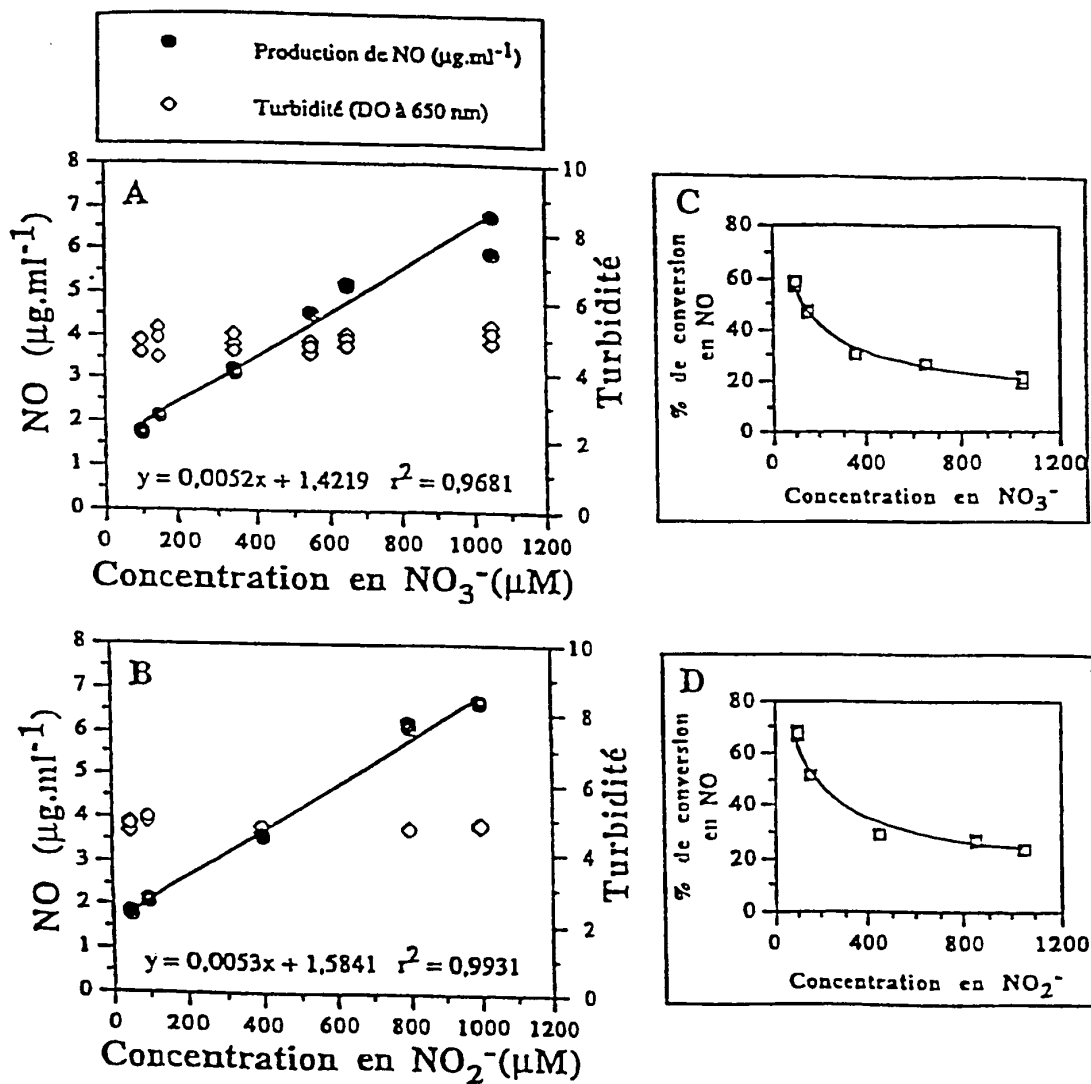 Production de NO (µg.ml⁻¹)
Turbidité (DO à 650 nm)
A
NO (µg.ml⁻¹)
8
7
6
5
4
3
2
1
0
10
8
6
4
2
0
Turbidité
y = 0,0052x + 1,4219 r² = 0,9681
0 200 400 600 800 1000 1200
Concentration en NO₃⁻(µM)
C
% de conversion
en NO
80
60
40
20
0
0 400 800 1200
Concentration en NO₃⁻
B
NO (µg.ml⁻¹)
8
7
6
5
4
3
2
1
0
10
8
6
4
2
0
Turbidité
y = 0,0053x + 1,5841 r² = 0,9931
0 200 400 600 800 1000 1200
Concentration en NO₂⁻(µM)
D
% de conversion
en NO
80
60
40
20
0
0 400 800 1200
Concentration en NO₂⁻